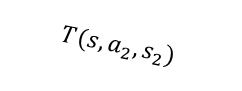 T(s, a₂, s₂)